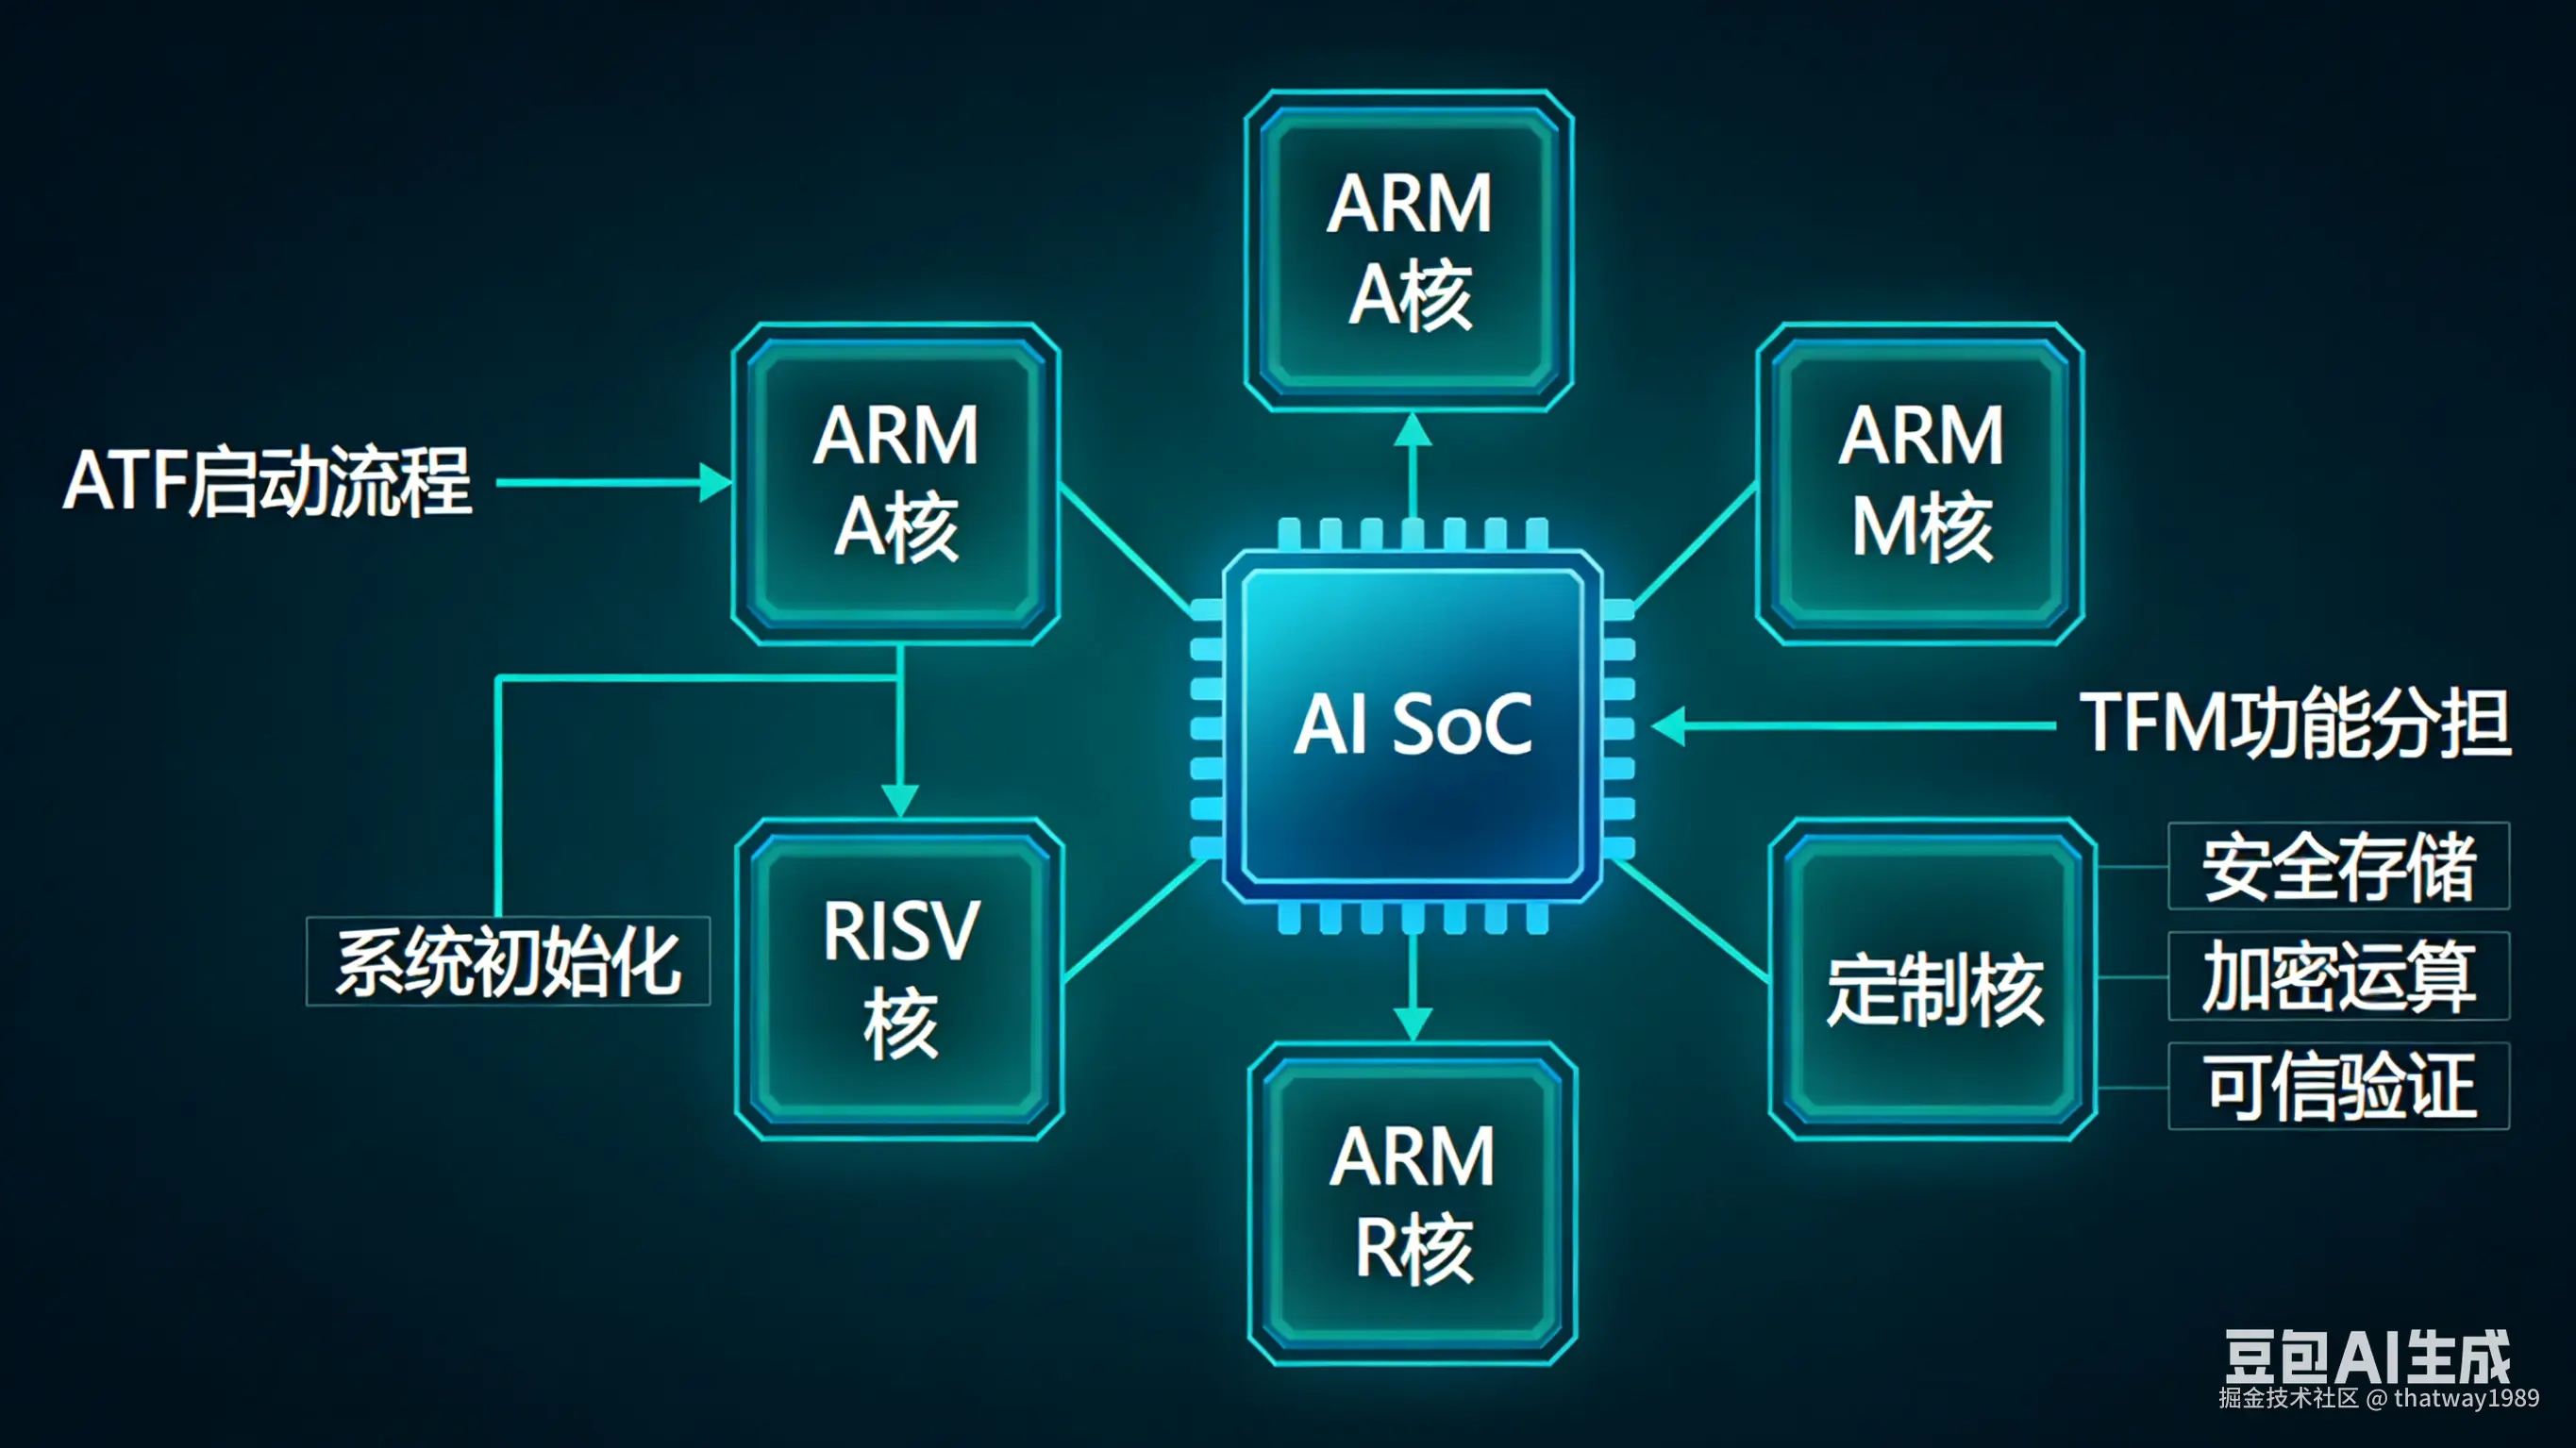 ARM
A核
ATF启动流程
ARM
A核
ARM
M核
AI SoC
TFM功能分担
系统初始化
RISV
核
定制核
安全存储
加密运算
可信验证
ARM
R核
豆包AI生成
掘金技术社区 @ thatway1989